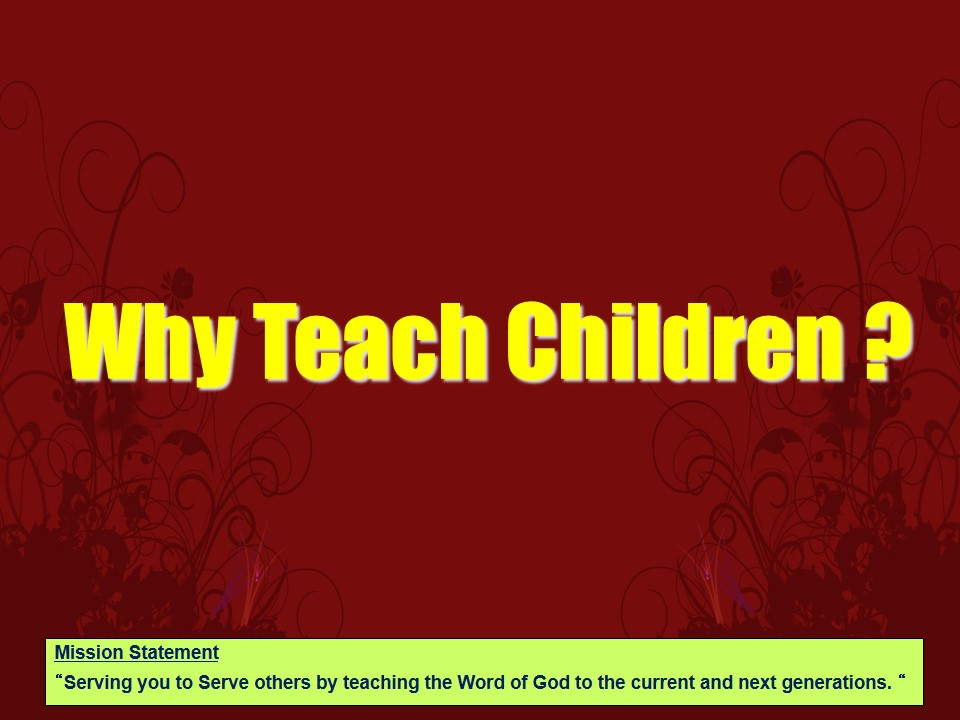 Why Teach Children ?
Mission Statement
“Serving you to Serve others by teaching the Word of God to the current and next generations. “